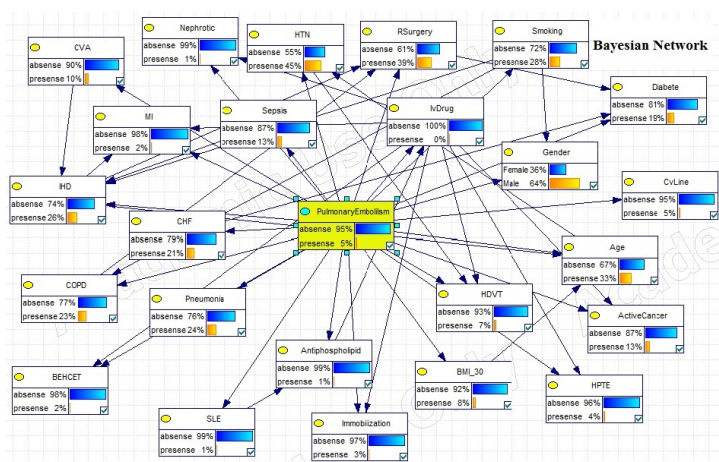 Nephrotic
absense 99%
presense 1%
HTN
absense 55%
presense 45%
RSurgery
absense 61%
presense 39%
Smoking
absense 72%
presense 28%
Bayesian Network
CVA
absense 90%
presense 10%
Diabete
absense 81%
presense 19%
MI
absense 98%
presense 2%
Sepsis
absense 87%
presense 13%
IvDrug
absense 100%
presense 0%
Gender
Female 36%
Male 64%
CvLine
absense 95%
presense 5%
IHD
absense 74%
presense 26%
CHF
absense 79%
presense 21%
PulmonaryEmbolilsm
absense 95%
presense 5%
Age
absense 67%
presense 33%
COPD
absense 77%
presense 23%
Pneumonia
absense 76%
presense 24%
HDVT
absense 93%
presense 7%
ActiveCancer
absense 87%
presense 13%
BEHCET
absense 98%
presense 2%
Antiphospholipid
absense 99%
presense 1%
BMI_30
absense 92%
presense 8%
HPTE
absense 96%
presense 4%
SLE
absense 99%
presense 1%
Immobiization
absense 97%
presense 3%